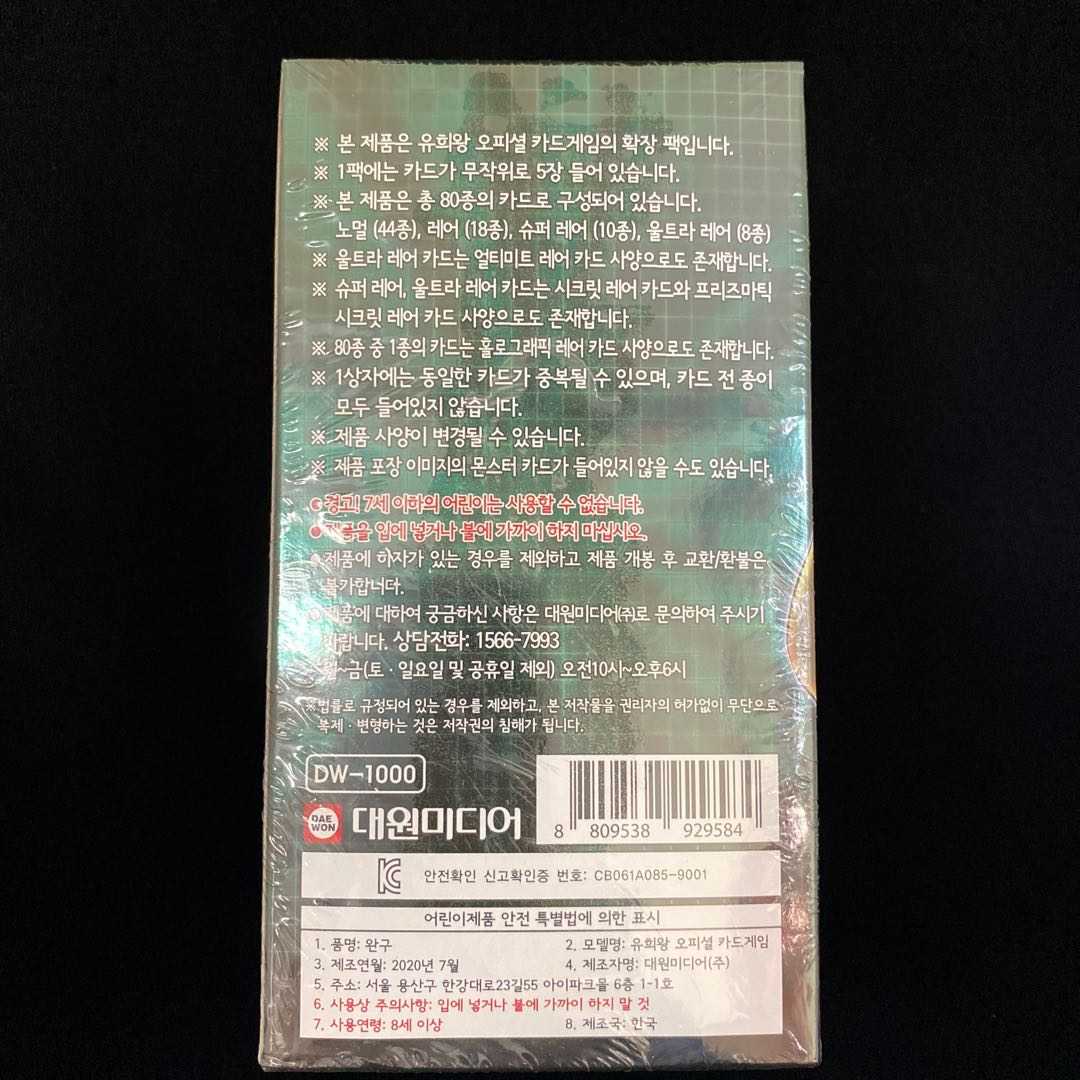 ※ 본 제품은 유희왕 오피셜 카드게임의 확장 팩입니다.
※ 1팩에는 카드가 무작위로 5장 들어 있습니다.
※ 본 제품은 총 80종의 카드로 구성되어 있습니다.
노멀 (44종), 레어 (18종), 슈퍼 레어 (10종), 울트라 레어 (8종)
※ 울트라 레어 카드는 얼티미트 레어 카드 사양으로도 존재합니다.
※ 슈퍼 레어, 울트라 레어 카드는 시크릿 레어 카드와 프리즈마틱
시크릿 레어 카드 사양으로도 존재합니다.
※ 80종 중 1종의 카드는 홀로그래픽 레어 카드 사양으로도 존재합니다.
※ 1상자에는 동일한 카드가 중복될 수 있으며, 카드 전 종이
모두 들어있지 않습니다.
※ 제품 사양이 변경될 수 있습니다.
※ 제품 포장 이미지의 몬스터 카드가 들어있지 않을 수도 있습니다.
● 경고! 7세 이하의 어린이는 사용할 수 없습니다.
● 제품을 입에 넣거나 불에 가까이 하지 마십시오.
● 제품에 하자가 있는 경우를 제외하고 제품 개봉 후 교환/환불은
불가합니다.
● 제품에 대하여 궁금하신 사항은 대원미디어㈜로 문의하여 주시기
바랍니다. 상담전화: 1566-7993
월~금(토 · 일요일 및 공휴일 제외) 오전10시~오후6시
※법률로 규정되어 있는 경우를 제외하고, 본 저작물을 권리자의 허가없이 무단으로
복제 · 변형하는 것은 저작권의 침해가 됩니다.
DW-1000
DAE
WON
대원미디어
8 809538 929584
안전확인 신고확인증 번호: CB061A085-9001
어린이제품 안전 특별법에 의한 표시
1. 품명: 완구 2. 모델명: 유희왕 오피셜 카드게임
3. 제조연월: 2020년 7월 4. 제조자명: 대원미디어(주)
5. 주소: 서울 용산구 한강대로23길55 아이파크몰 6층 1-1호
6. 사용상 주의사항: 입에 넣거나 불에 가까이 하지 말 것
7. 사용연령: 8세 이상 8. 제조국: 한국